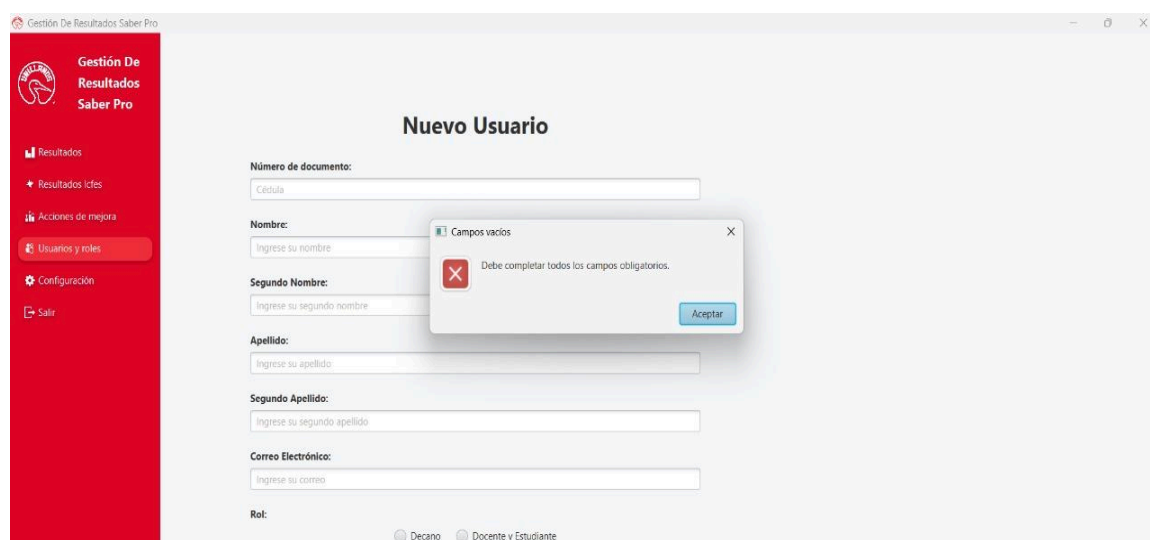 Gestión De Resultados Saber Pro
UNILLANOS
Gestión De
Resultados
Saber Pro
Resultados
Resultados Icfes
Acciones de mejora
Usuarios y roles
Configuración
Salir
Nuevo Usuario
Número de documento:
Cédula
Nombre:
Ingrese su nombre
Segundo Nombre:
Ingrese su segundo nombre
Apellido:
Ingrese su apellido
Segundo Apellido:
Ingrese su segundo apellido
Correo Electrónico:
Ingrese su correo
Rol:
Decano Docente y Estudiante
Campos vacíos
Debe completar todos los campos obligatorios.
Aceptar